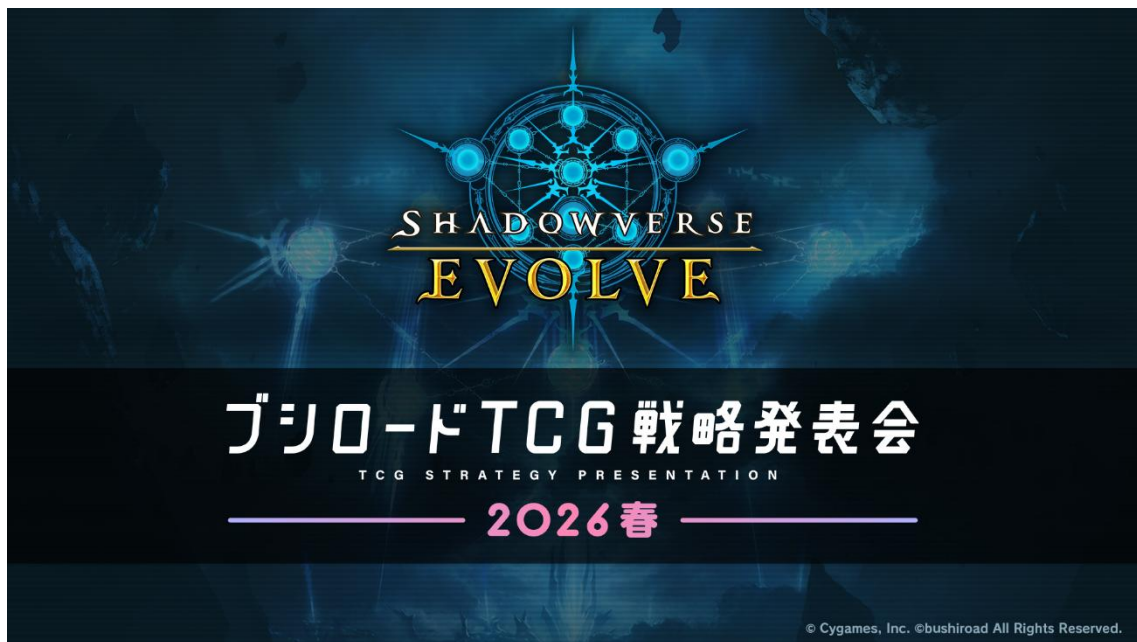 SHADOWVERSE
EVOLVE
ブシロードTCG戦略発表会
TCG STRATEGY PRESENTATION
2026春
© Cygames, Inc. ©bushiroad All Rights Reserved.